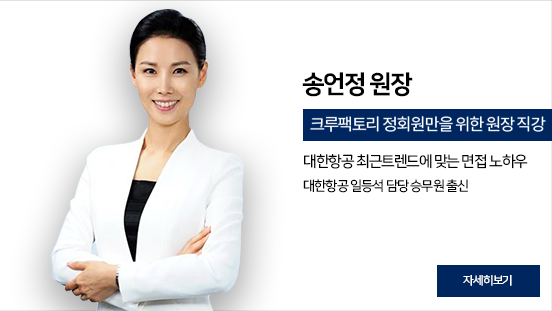 송언정 원장
크루팩토리 정회원만을 위한 원장 직강
대한항공 최근트렌드에 맞는 면접 노하우
대한항공 일등석 담당 승무원 출신
자세히보기